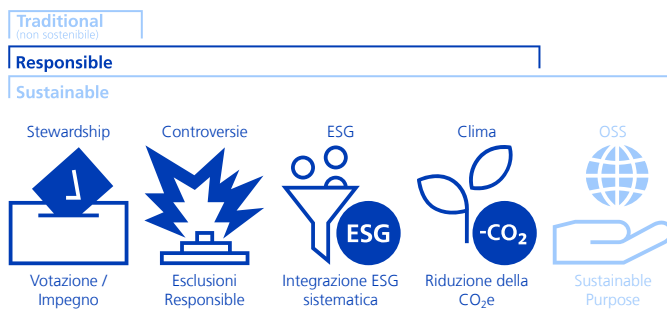 Traditional
(non sostenibile)
Responsible
Sustainable
Stewardship
Controversie
ESG
Clima
OSS
ESG
-CO₂
Votazione /
Impegno
Esclusioni
Responsible
Integrazione ESG
sistematica
Riduzione della
CO₂e
Sustainable
Purpose